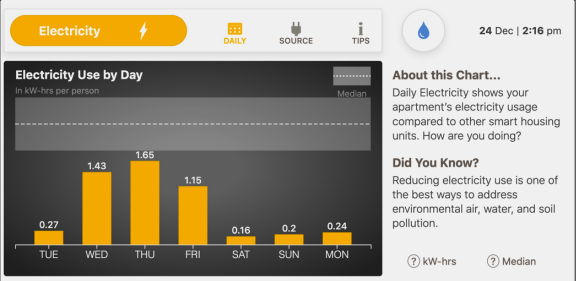 Electricity
DAILY
SOURCE
TIPS
24 Dec | 2:16 pm
Electricity Use by Day
In kW-hrs per person
Median
0.27
1.43
1.65
1.15
0.16
0.2
0.24
TUE
WED
THU
FRI
SAT
SUN
MON
About this Chart...
Daily Electricity shows your
apartment's electricity usage
compared to other smart housing
units. How are you doing?
Did You Know?
Reducing electricity use is one of
the best ways to address
environmental air, water, and soil
pollution.
? kW-hrs
? Median